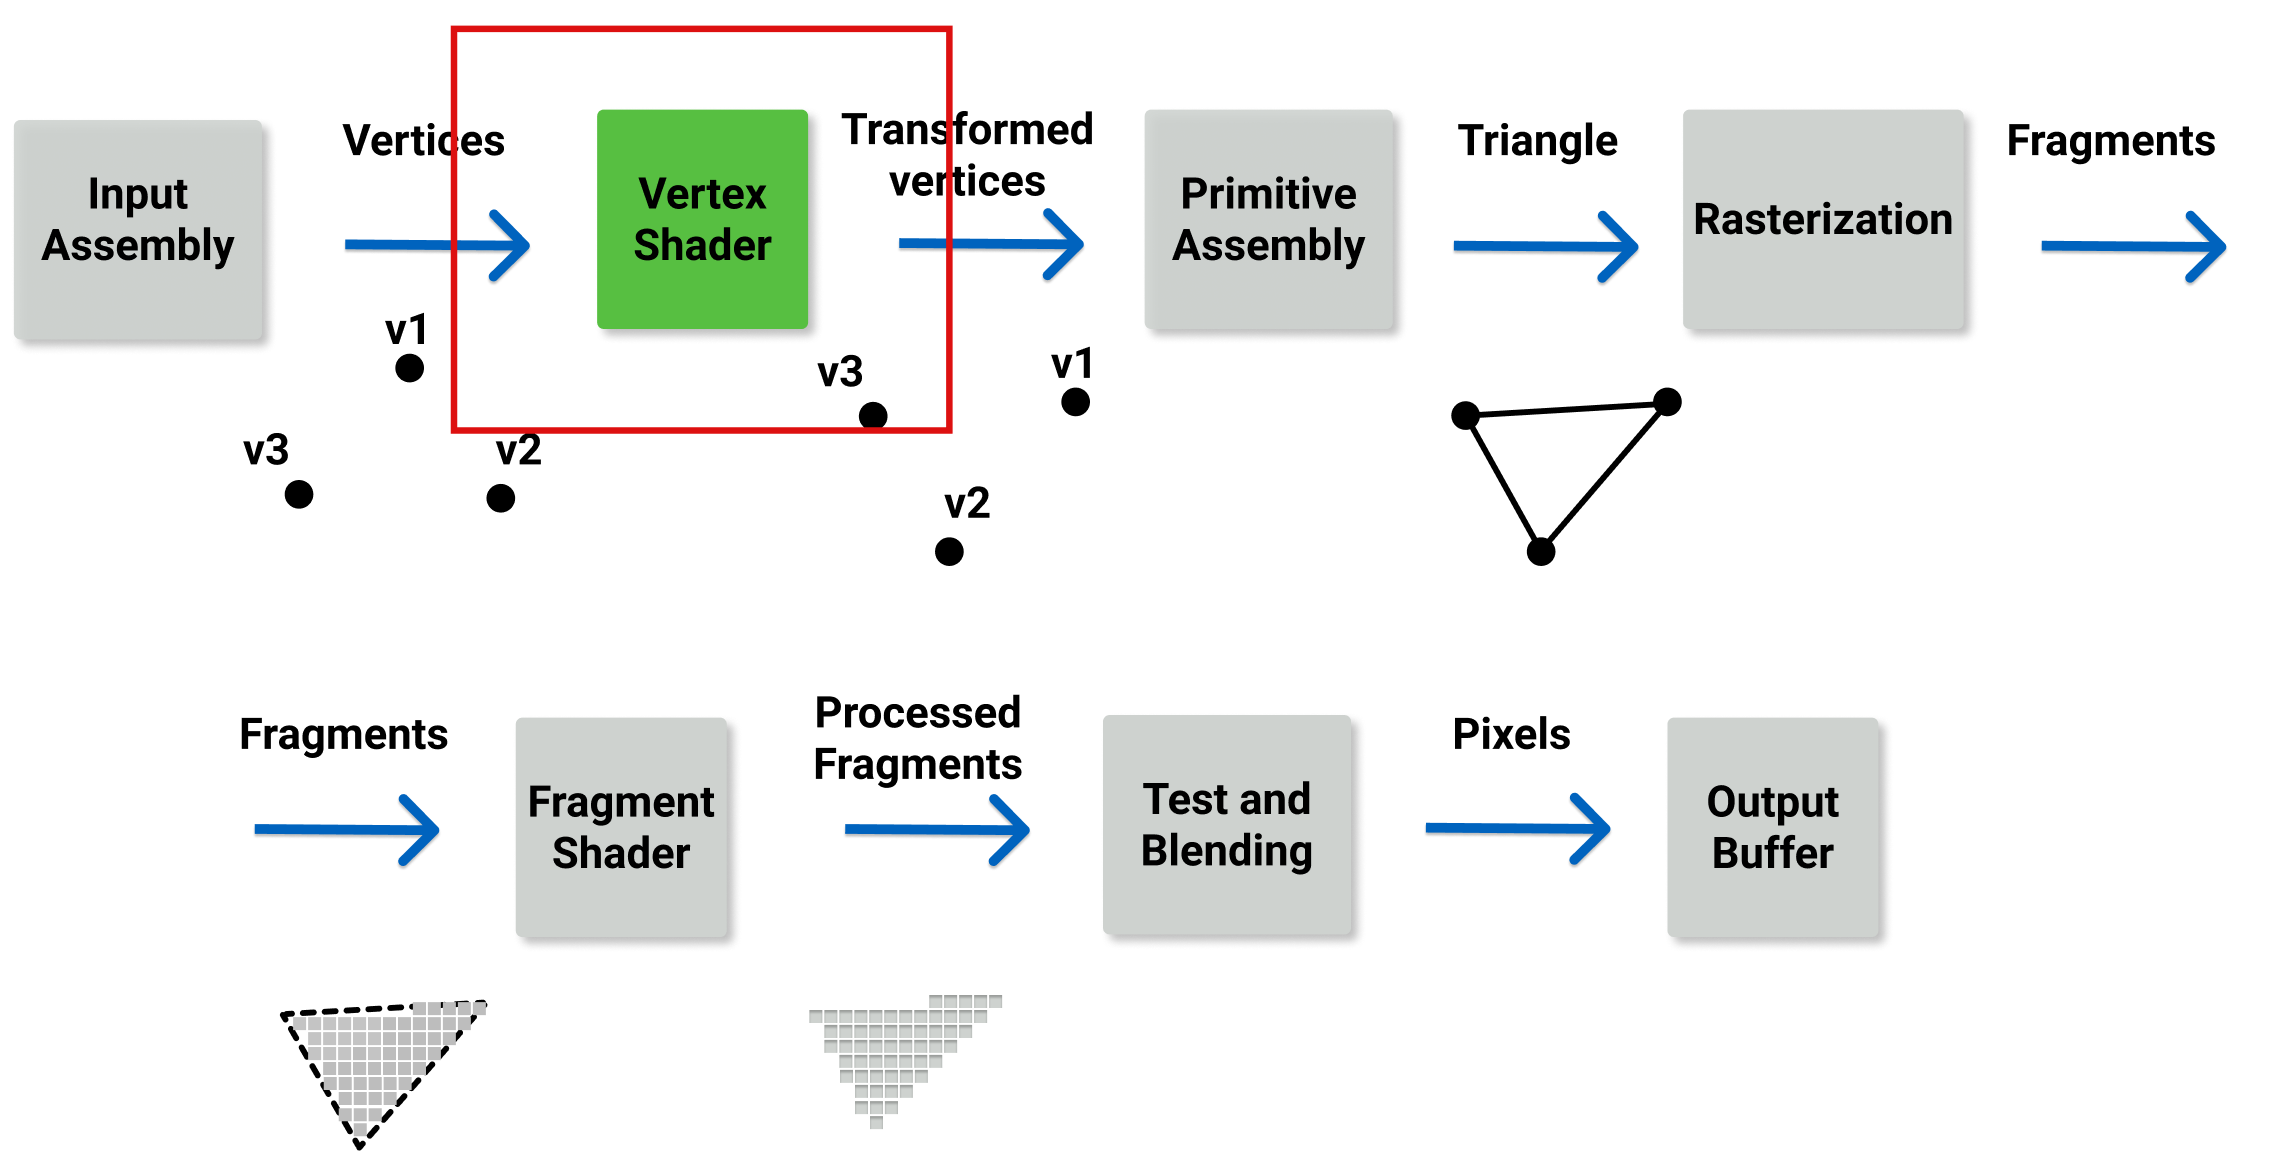 Input
Assembly
Vertices
Vertex
Shader
Transformed
vertices
Primitive
Assembly
Triangle
Rasterization
Fragments
v1
v3
v2
v3
v1
v2
Fragments
Fragment
Shader
Processed
Fragments
Test and
Blending
Pixels
Output
Buffer